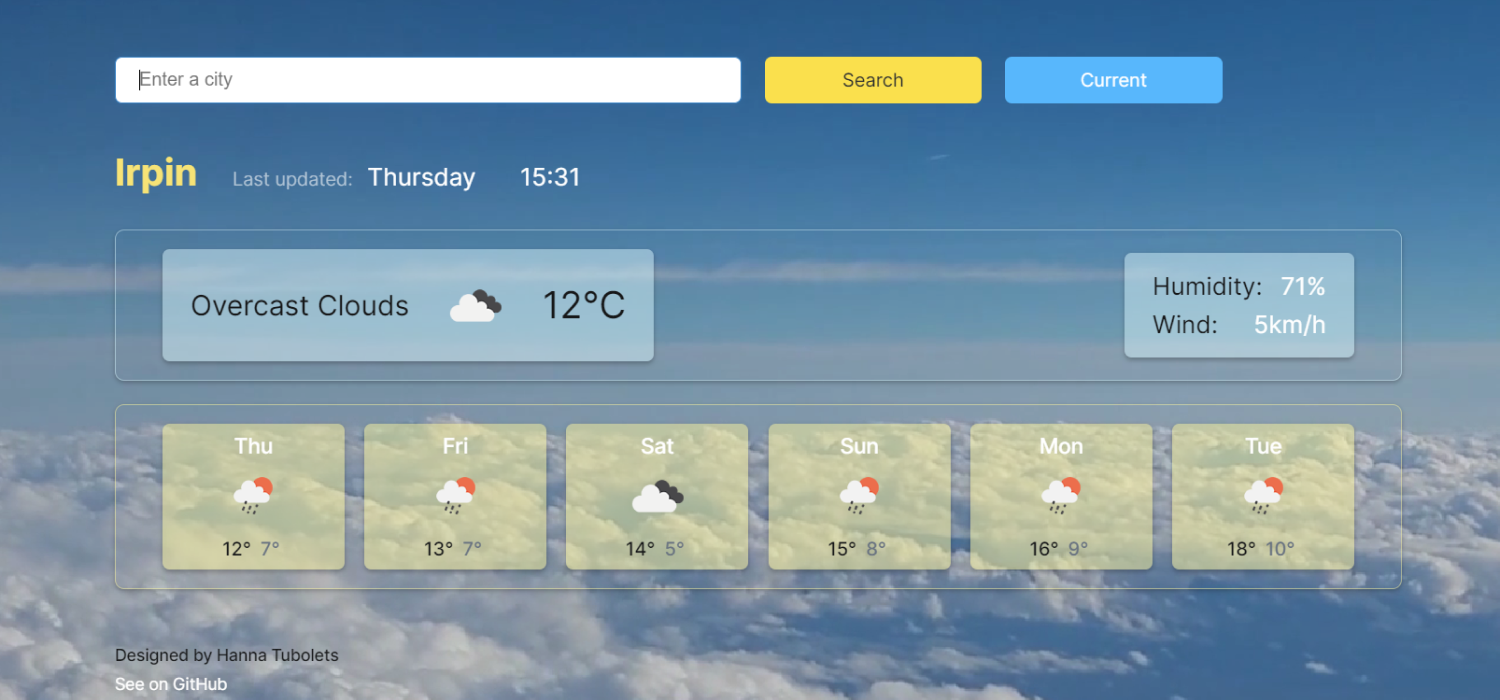 Enter a city Search Current
Irpin Last updated: Thursday 15:31
Overcast Clouds 12°C
Humidity: 71%
Wind: 5km/h
Thu Fri Sat Sun Mon Tue
12° 7° 13° 7° 14° 5° 15° 8° 16° 9° 18° 10°
Designed by Hanna Tubolets
See on GitHub